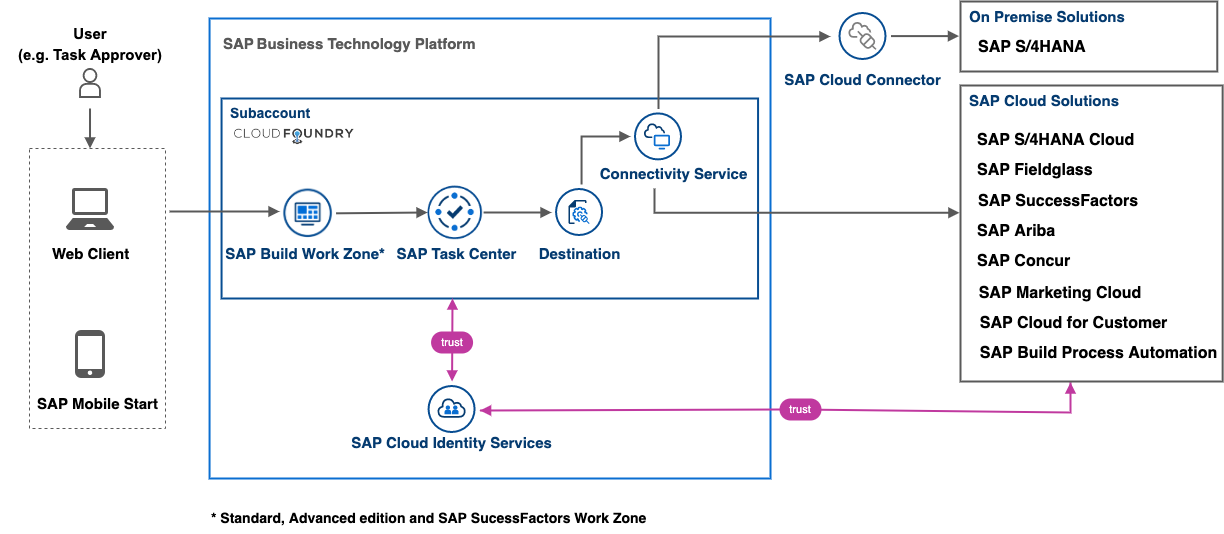 User
(e.g. Task Approver)
Web Client
SAP Mobile Start
SAP Business Technology Platform
Subaccount
CLOUD FOUNDRY
SAP Build Work Zone*
SAP Task Center
Destination
Connectivity Service
trust
SAP Cloud Identity Services
trust
SAP Cloud Connector
On Premise Solutions
SAP S/4HANA
SAP Cloud Solutions
SAP S/4HANA Cloud
SAP Fieldglass
SAP SuccessFactors
SAP Ariba
SAP Concur
SAP Marketing Cloud
SAP Cloud for Customer
SAP Build Process Automation
* Standard, Advanced edition and SAP SucessFactors Work Zone